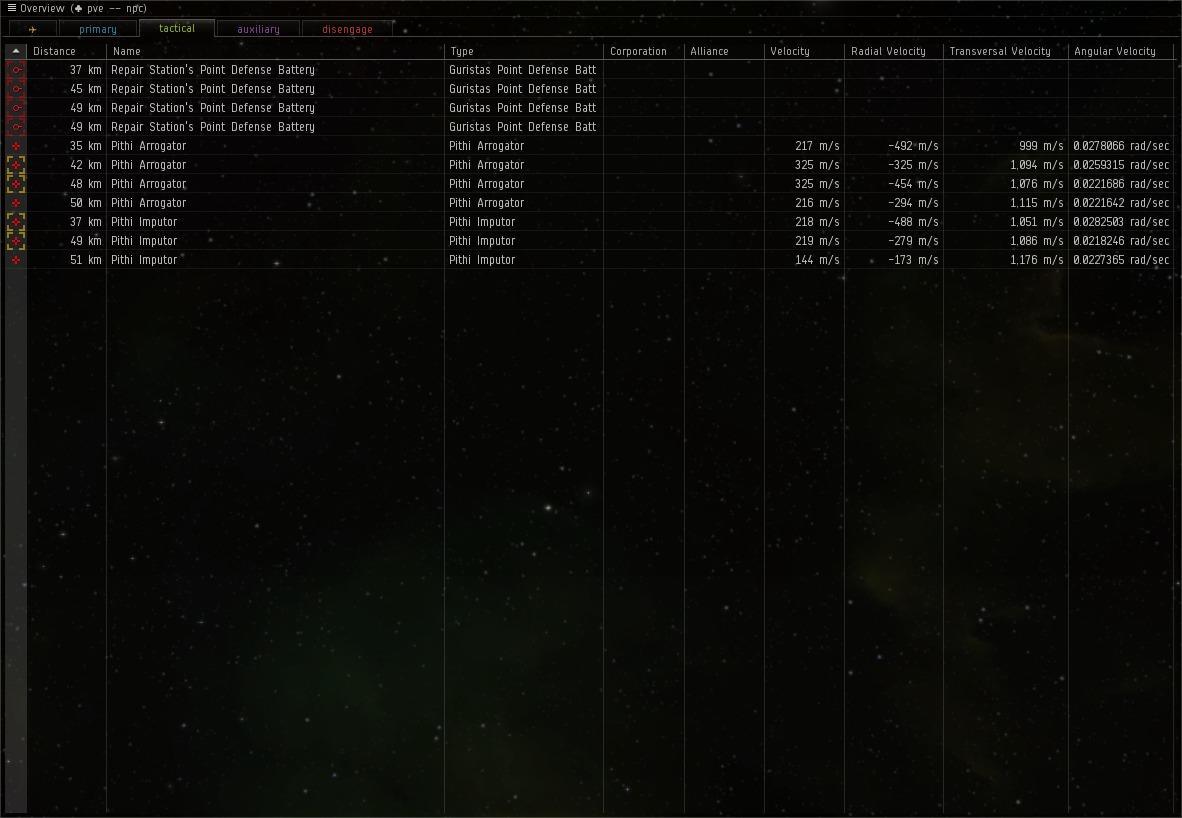 Overview (♣ pve -- npc)
primary tactical auxiliary disengage
Distance Name Type Corporation Alliance Velocity Radial Velocity Transversal Velocity Angular Velocity
37 km Repair Station's Point Defense Battery Guristas Point Defense Batt
45 km Repair Station's Point Defense Battery Guristas Point Defense Batt
49 km Repair Station's Point Defense Battery Guristas Point Defense Batt
49 km Repair Station's Point Defense Battery Guristas Point Defense Batt
35 km Pithi Arrogator Pithi Arrogator 217 m/s -492 m/s 999 m/s 0.0278066 rad/sec
42 km Pithi Arrogator Pithi Arrogator 325 m/s -325 m/s 1,094 m/s 0.0259315 rad/sec
48 km Pithi Arrogator Pithi Arrogator 325 m/s -454 m/s 1,076 m/s 0.0221686 rad/sec
50 km Pithi Arrogator Pithi Arrogator 216 m/s -294 m/s 1,115 m/s 0.0221642 rad/sec
37 km Pithi Imputor Pithi Imputor 218 m/s -488 m/s 1,051 m/s 0.0282503 rad/sec
49 km Pithi Imputor Pithi Imputor 219 m/s -279 m/s 1,086 m/s 0.0218246 rad/sec
51 km Pithi Imputor Pithi Imputor 144 m/s -173 m/s 1,176 m/s 0.0227365 rad/sec